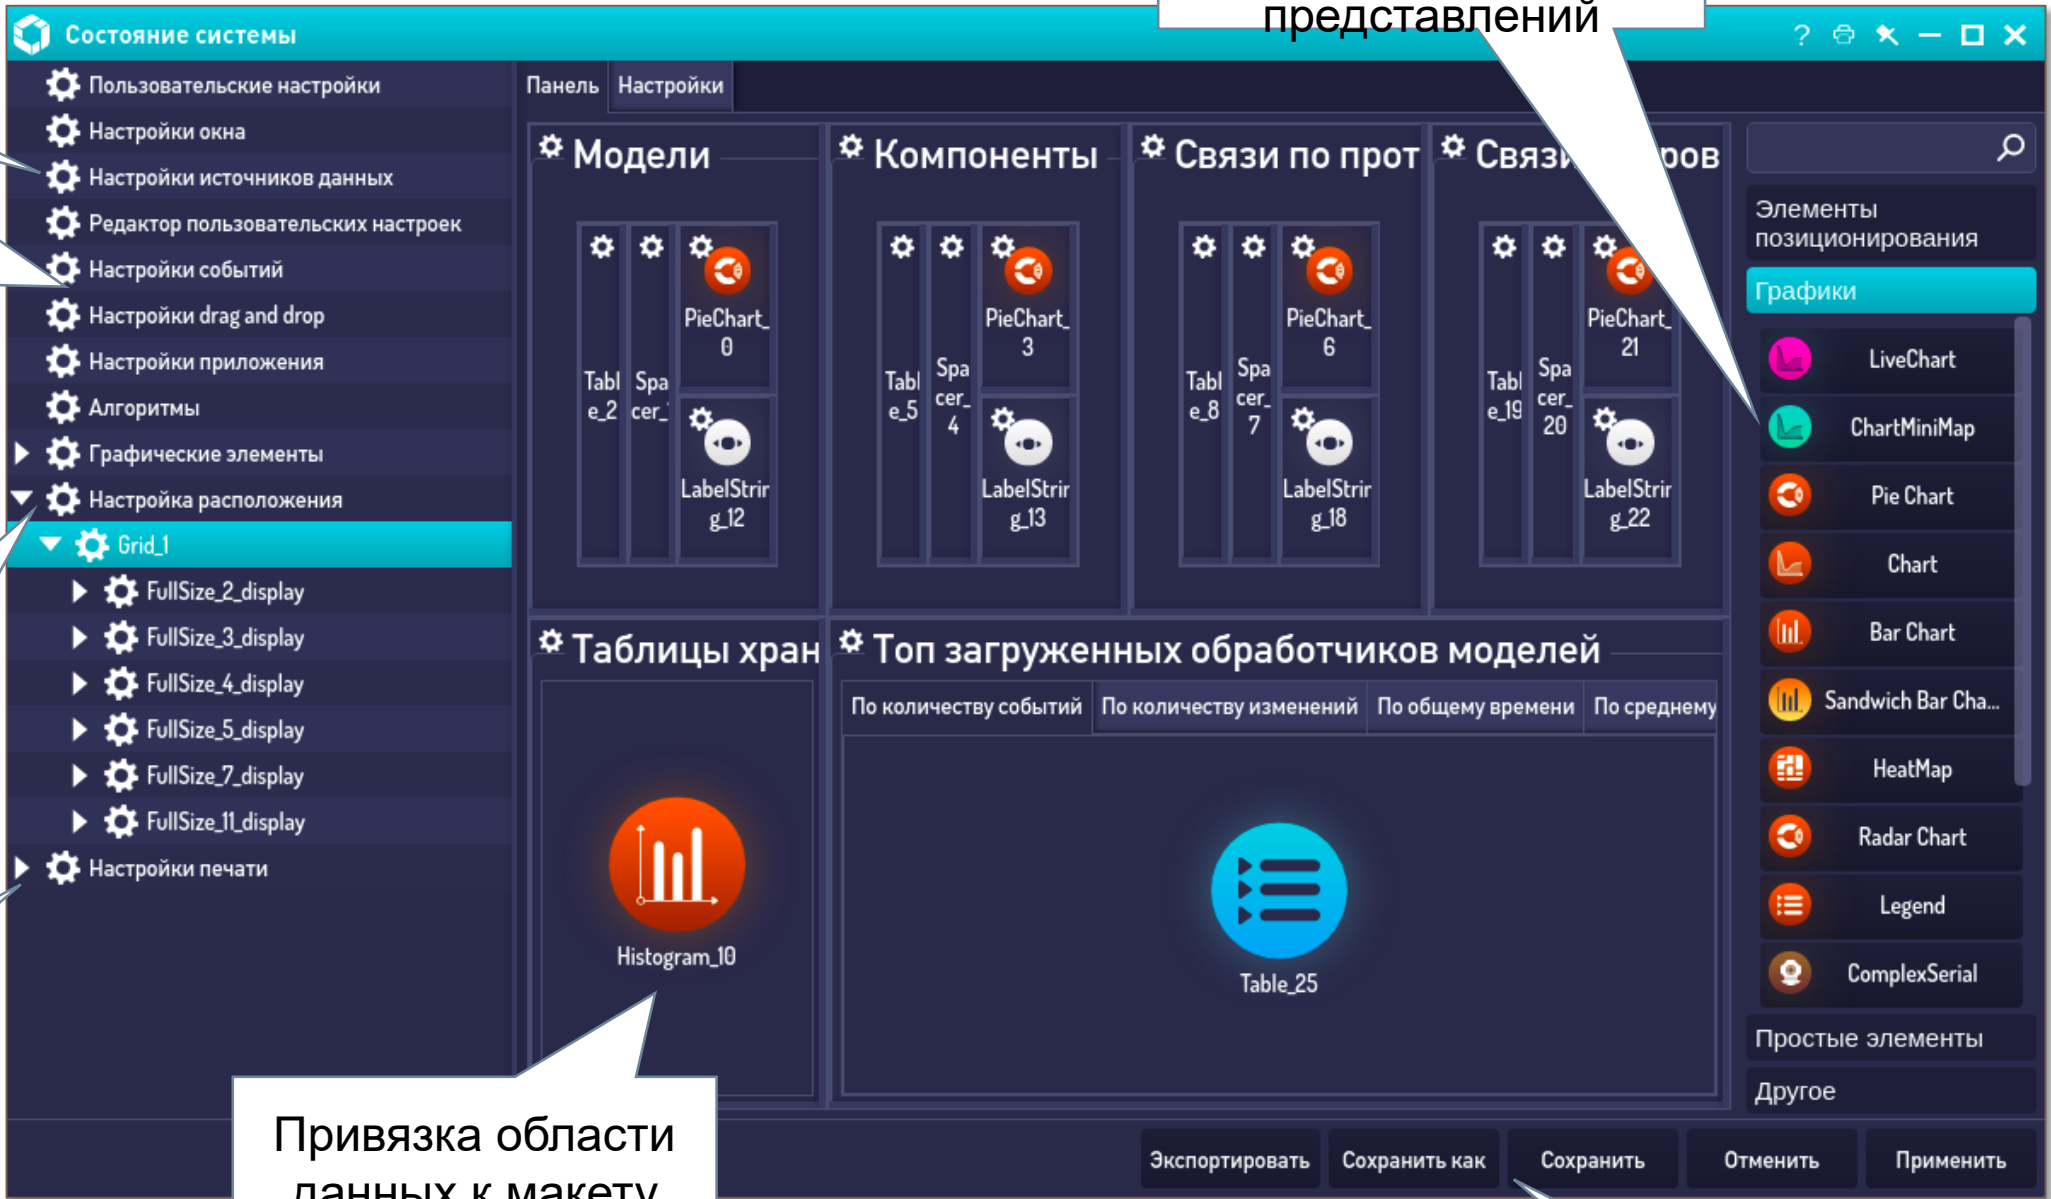 представлений
Состояние системы
Пользовательские настройки
Настройки окна
Настройки источников данных
Редактор пользовательских настроек
Настройки событий
Настройки drag and drop
Настройки приложения
Алгоритмы
Графические элементы
Настройка расположения
Grid_1
FullSize_2_display
FullSize_3_display
FullSize_4_display
FullSize_5_display
FullSize_7_display
FullSize_11_display
Настройки печати
Панель
Настройки
Модели
Tabl
e_2
Spa
cer_
PieChart_
0
LabelStrin
g_12
Компоненты
Tabl
e_5
Spa
cer_
4
PieChart_
3
LabelStrin
g_13
Связи по прот
Tabl
e_8
Spa
cer_
7
PieChart_
6
LabelStrin
g_18
Связи
ров
Tabl
e_19
Spa
cer_
20
PieChart_
21
LabelStrin
g_22
Таблицы хран
Histogram_10
Топ загруженных обработчиков моделей
По количеству событий
По количеству изменений
По общему времени
По среднему
Table_25
Элементы
позиционирования
Графики
LiveChart
ChartMiniMap
Pie Chart
Chart
Bar Chart
Sandwich Bar Cha...
HeatMap
Radar Chart
Legend
ComplexSerial
Простые элементы
Другое
Привязка области
данных к макету
Экспортировать
Сохранить как
Сохранить
Отменить
Применить